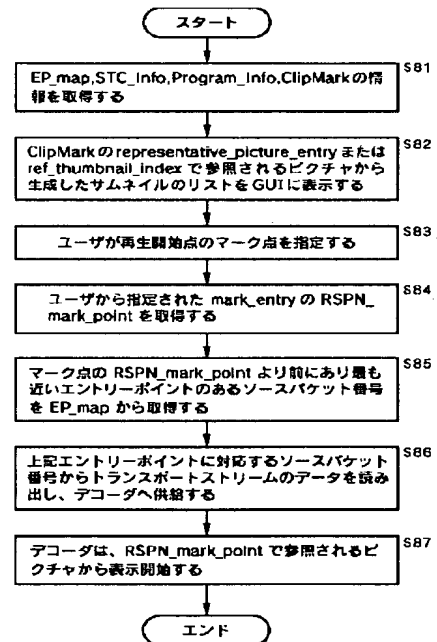 スタート
S81
EP_map,STC_Info,Program_Info,ClipMarkの情
報を取得する
S82
ClipMarkのrepresentative_picture_entryまたは
ref_thumbnail_indexで参照されるピクチャから
生成したサムネイルのリストをGUIに表示する
S83
ユーザが再生開始点のマーク点を指定する
S84
ユーザから指定された mark_entryのRSPN_
mark_pointを取得する
S85
マーク点のRSPN_mark_pointより前にあり最も
近いエントリーポイントのあるソースパケット番号
をEP_mapから取得する
S86
上記エントリーポイントに対応するソースパケット
番号からトランスポートストリームのデータを読み
出し、デコーダへ供給する
S87
デコーダは、RSPN_mark_pointで参照されるピ
クチャから表示開始する
エンド